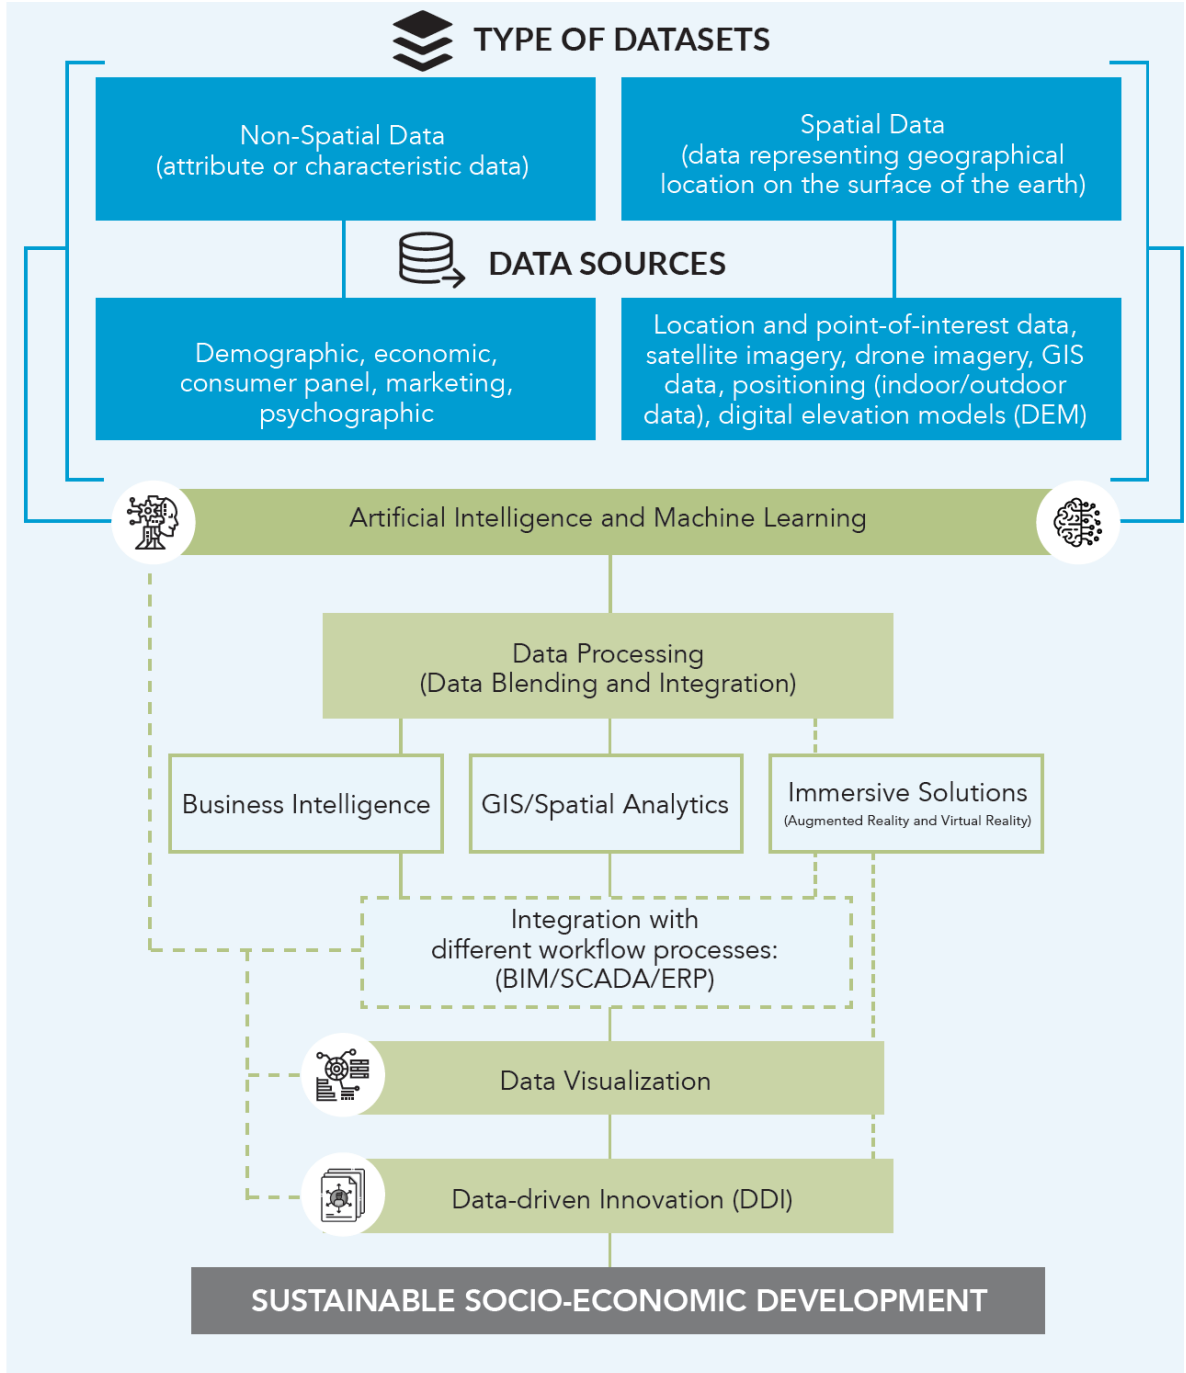 TYPE OF DATASETS
Non-Spatial Data
(attribute or characteristic data)
Spatial Data
(data representing geographical
location on the surface of the earth)
DATA SOURCES
Demographic, economic,
consumer panel, marketing,
psychographic
Location and point-of-interest data,
satellite imagery, drone imagery, GIS
data, positioning (indoor/outdoor
data), digital elevation models (DEM)
Artificial Intelligence and Machine Learning
Data Processing
(Data Blending and Integration)
Business Intelligence
GIS/Spatial Analytics
Immersive Solutions
(Augmented Reality and Virtual Reality)
Integration with
different workflow processes:
(BIM/SCADA/ERP)
Data Visualization
Data-driven Innovation (DDI)
SUSTAINABLE SOCIO-ECONOMIC DEVELOPMENT